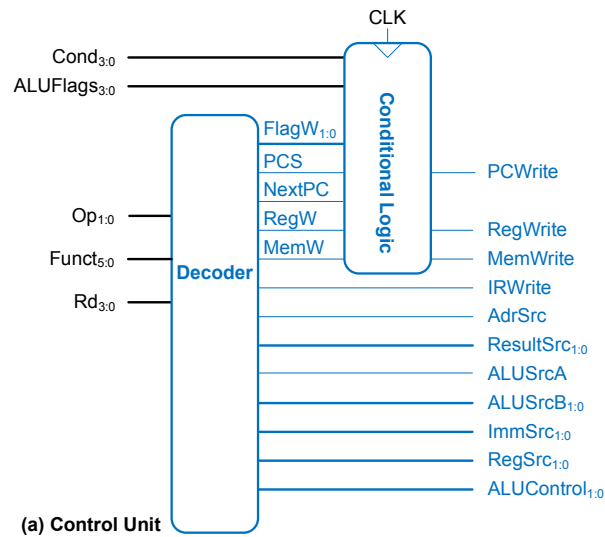 CLK
Cond3:0
ALUFlags3:0
Conditional Logic
FlagW1:0
PCS
PCWrite
NextPC
Op1:0
RegW
RegWrite
Funct5:0
MemW
MemWrite
Decoder
IRWrite
Rd3:0
AdrSrc
ResultSrc1:0
ALUSrcA
ALUSrcB1:0
ImmSrc1:0
RegSrc1:0
ALUControl1:0
(a) Control Unit